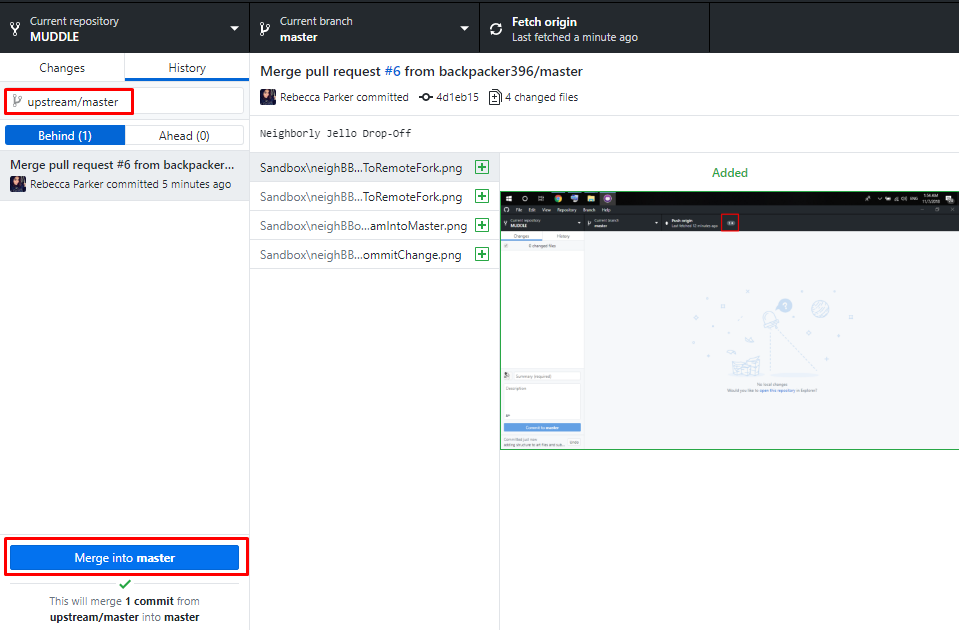 Current repository
MUDDLE
Current branch
master
Fetch origin
Last fetched a minute ago
Changes
History
upstream/master
Behind (1)
Ahead (0)
Merge pull request #6 from backpacker...
Rebecca Parker committed 5 minutes ago
Merge pull request #6 from backpacker396/master
Rebecca Parker committed
4d1eb15
4 changed files
Neighborly Jello Drop-Off
Sandbox\neighBB...ToRemoteFork.png
Sandbox\neighBB...ToRemoteFork.png
Sandbox\neighBBo...amIntoMaster.png
Sandbox\neighBB...ommitChange.png
Added
File Edit View Repository Branch Help
Current repository
MUDDLE
Current branch
master
Fetch origin
Last fetched 12 minutes ago
Changes
History
0 changed files
Summary (required)
Description
Commit to master
Committed just now
No local changes
Would you like to open this repository in Explorer?
Merge into master
This will merge 1 commit from
upstream/master into master